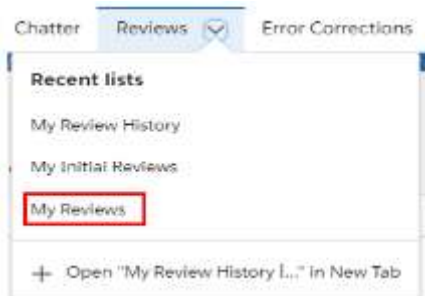 Chatter Reviews Error Corrections
Recent lists
My Review History
My Initial Reviews
My Reviews
+ Open "My Review History [..." in New Tab